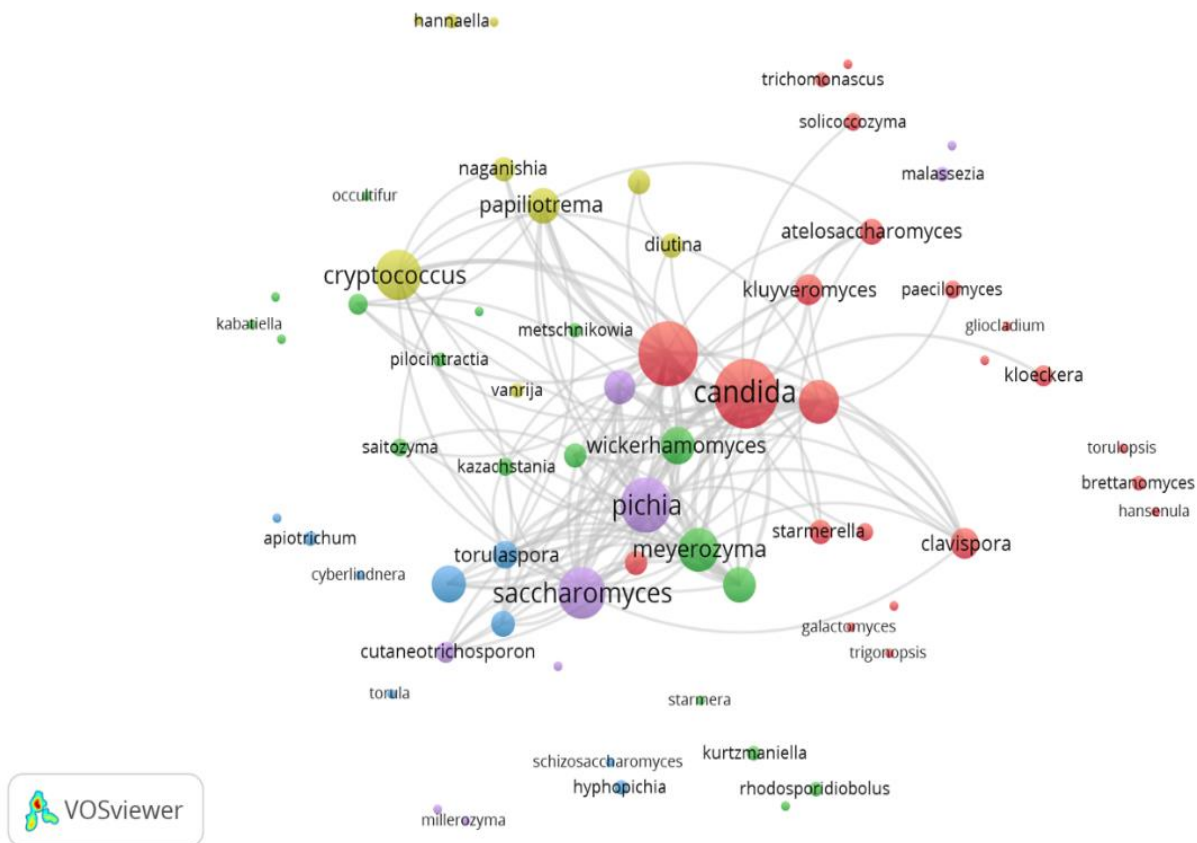 hannaella
trichomonascus
solicoccozyma
naganishia
malassezia
occultifur
papiliotrema
atelosaccharomyces
diutina
cryptococcus
kluyveromyces
paecilomyces
kabatiella
metschnikowia
gliocladium
pilocintractia
kloeckera
vanrija
candida
saitozyma
wickerhamomyces
torulopsis
kazachstania
brettanomyces
pichia
hansenula
apiotrichum
starmerella
torulaspora
meyerozyma
clavispora
cyberlindnera
saccharomyces
galactomyces
cutaneotrichosporon
trigonopsis
torula
starmera
kurtzmaniella
schizosaccharomyces
hyphopichia
rhodosporidiobolus
VOSviewer
millerozyma